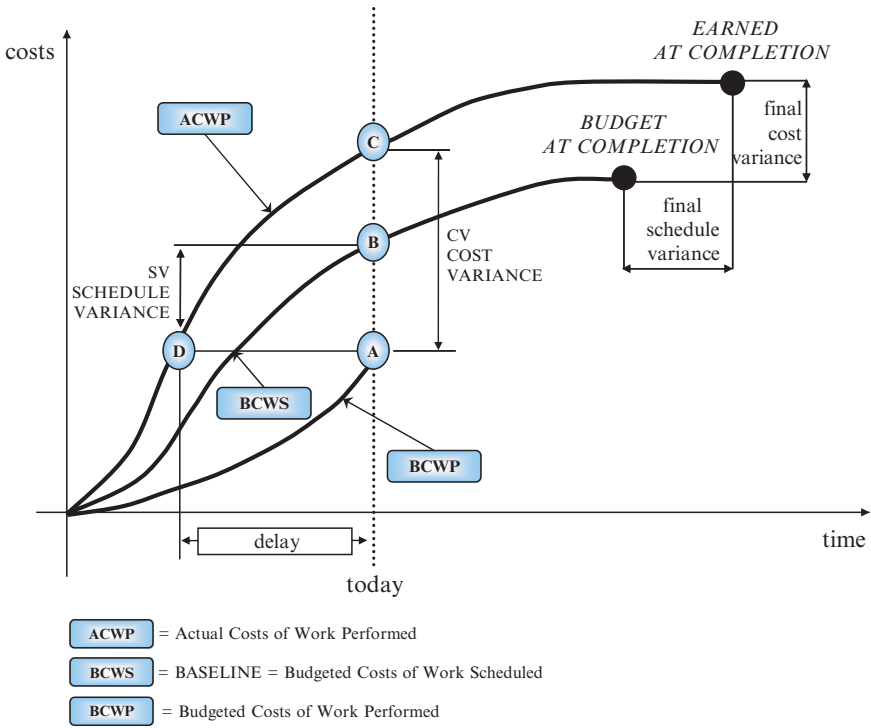 costs
EARNED
AT COMPLETION
ACWP
final
cost
variance
BUDGET
AT COMPLETION
C
final
schedule
variance
B
CV
COST
VARIANCE
SV
SCHEDULE
VARIANCE
D
A
BCWS
BCWP
delay
time
today
ACWP = Actual Costs of Work Performed
BCWS = BASELINE = Budgeted Costs of Work Scheduled
BCWP = Budgeted Costs of Work Performed